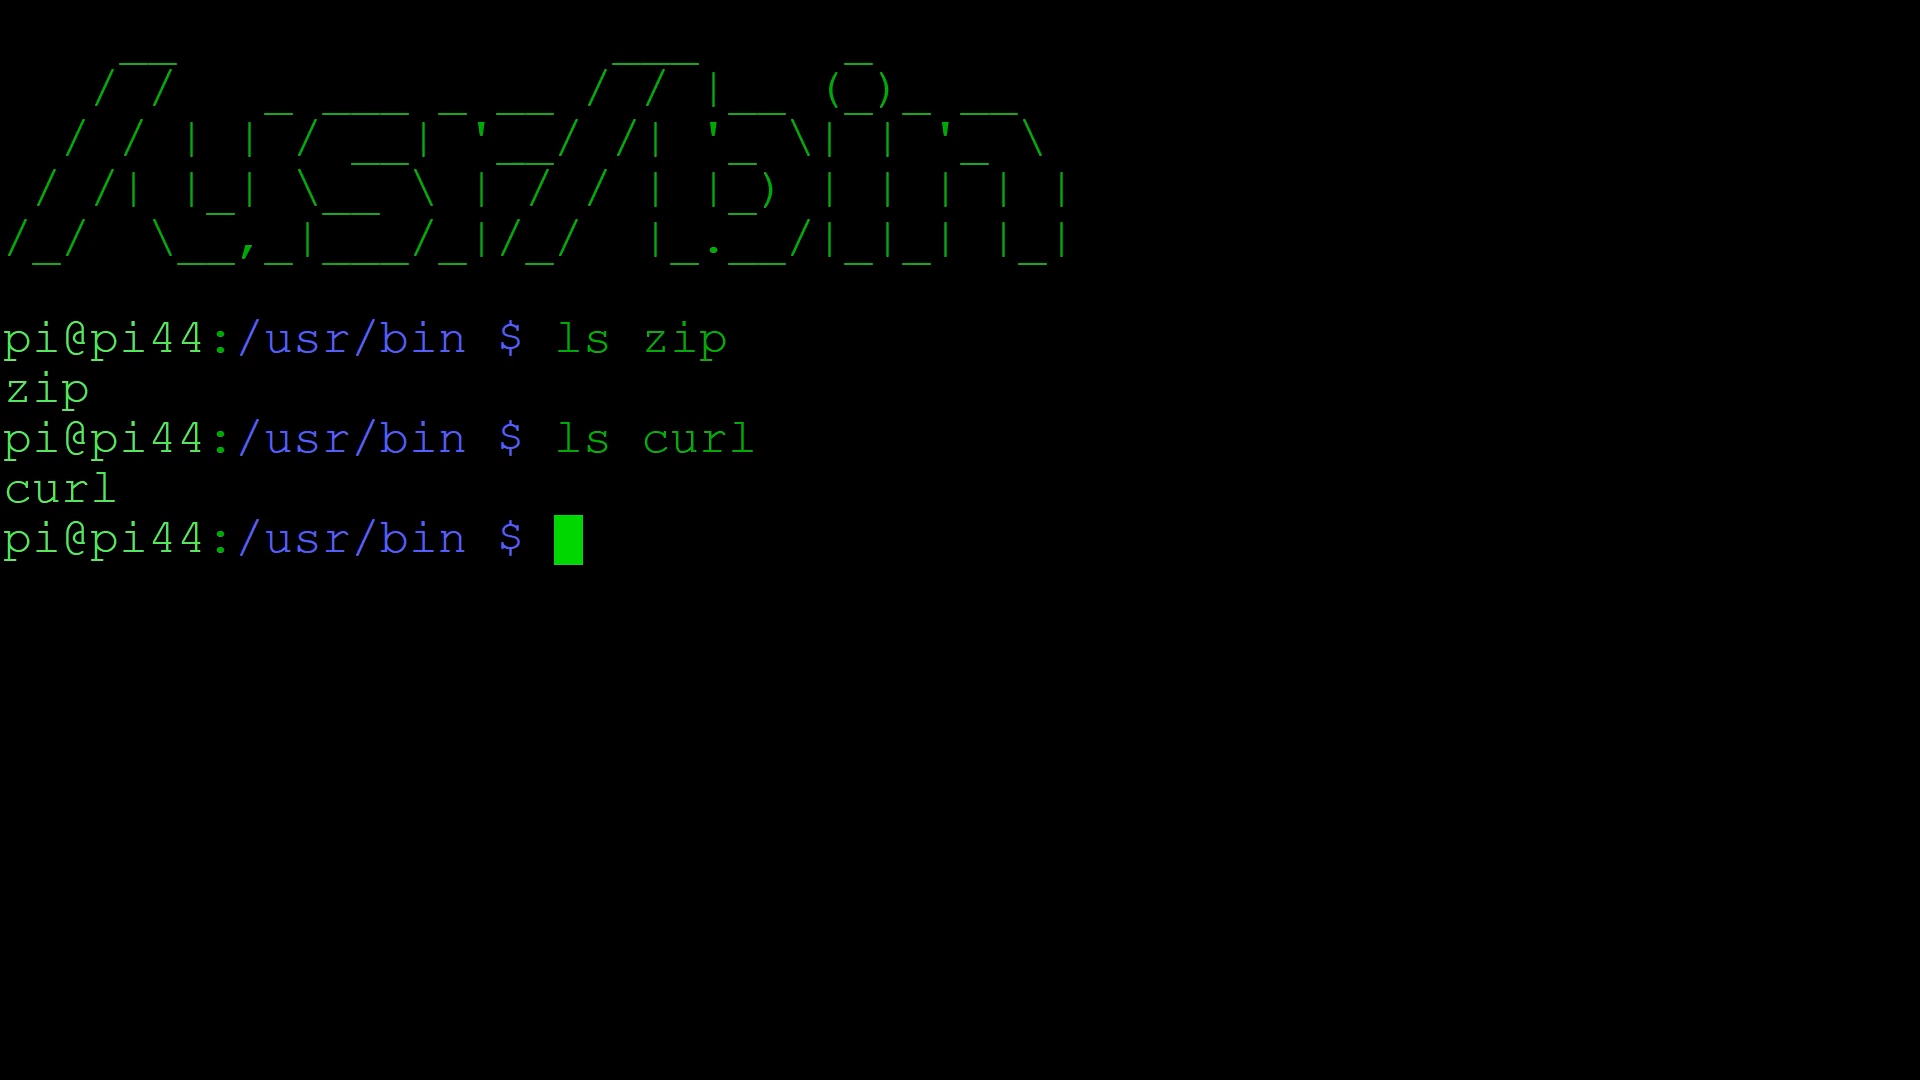 /usr/bin
pi@pi44:/usr/bin $ ls zip
zip
pi@pi44:/usr/bin $ ls curl
curl
pi@pi44:/usr/bin $